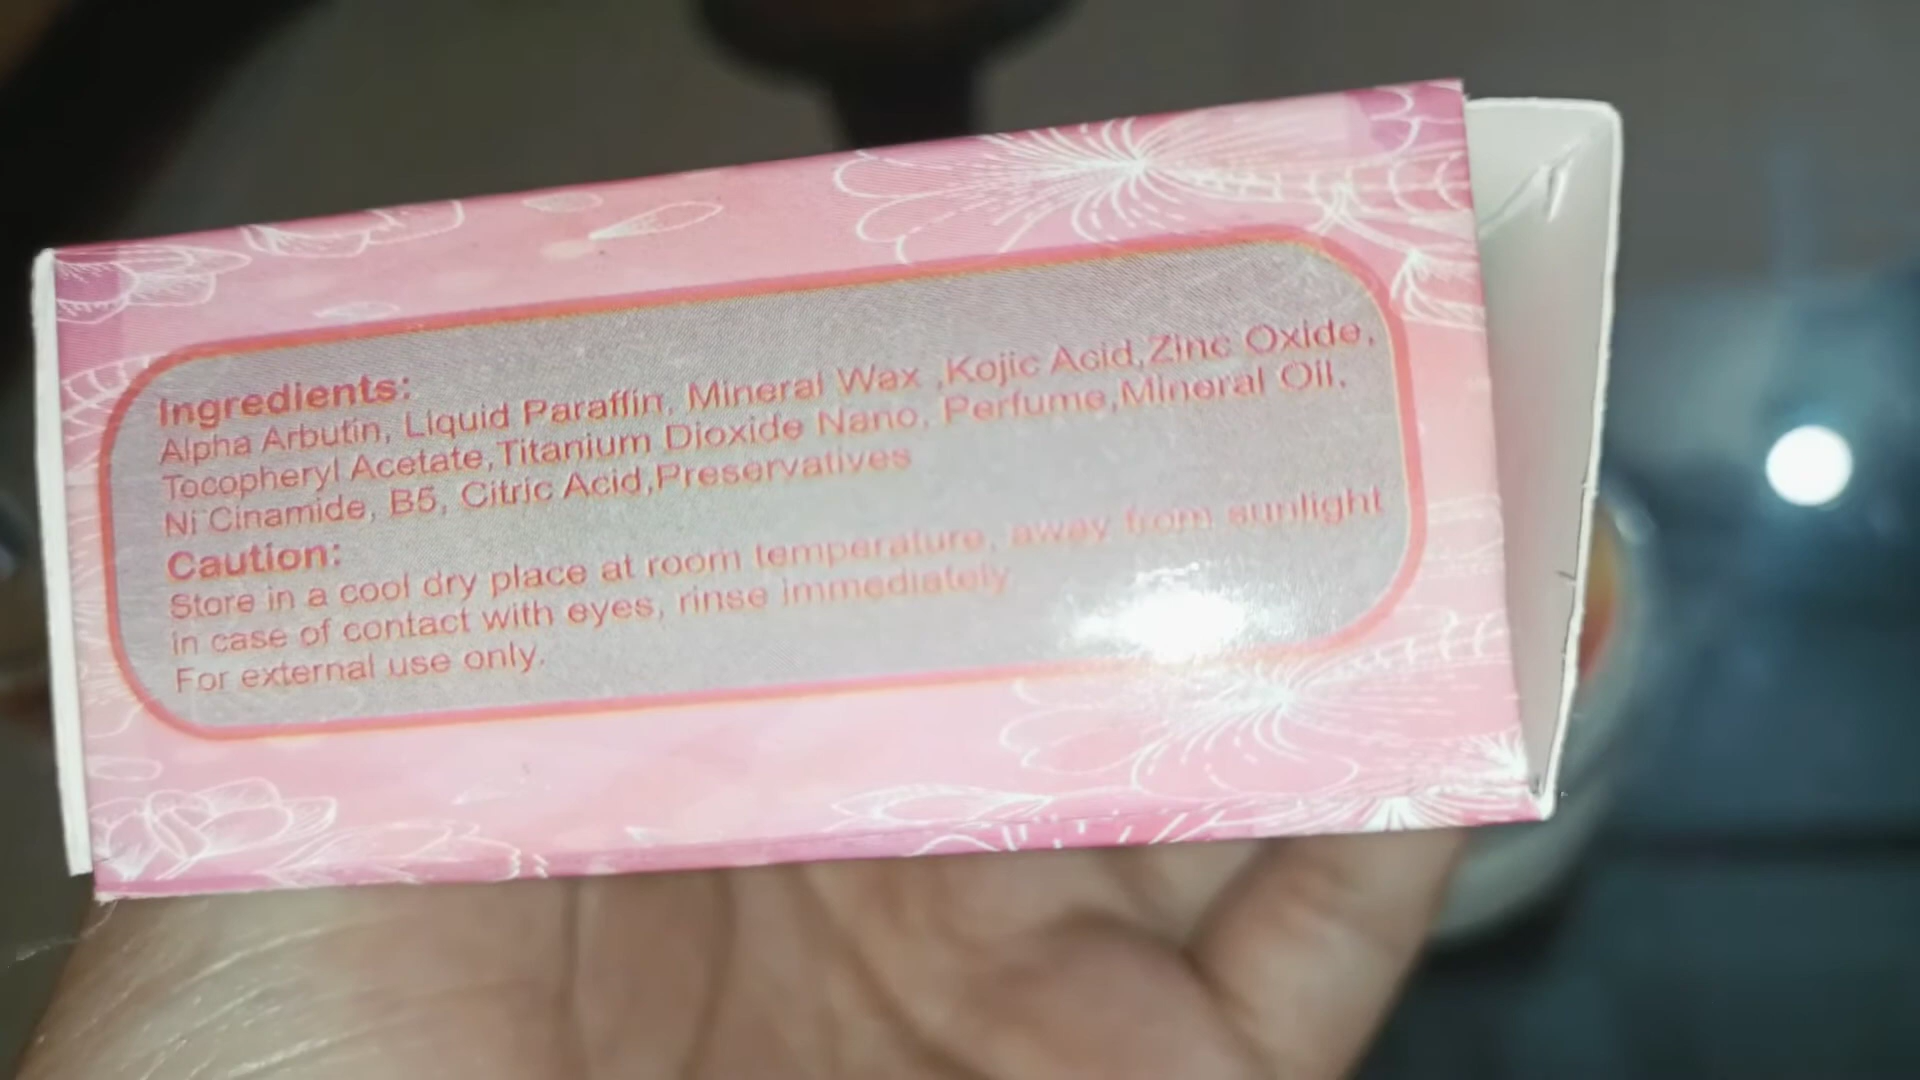 Ingredients:
Alpha Arbutin, Liquid Paraffin, Mineral Wax ,Kojic Acid,Zinc Oxide,
Tocopheryl Acetate,Titanium Dioxide Nano, Perfume,Mineral Oil,
Ni Cinamide, B5, Citric Acid,Preservatives
Caution:
Store in a cool dry place at room temperature, away from sunlight
in case of contact with eyes, rinse immediately
For external use only.